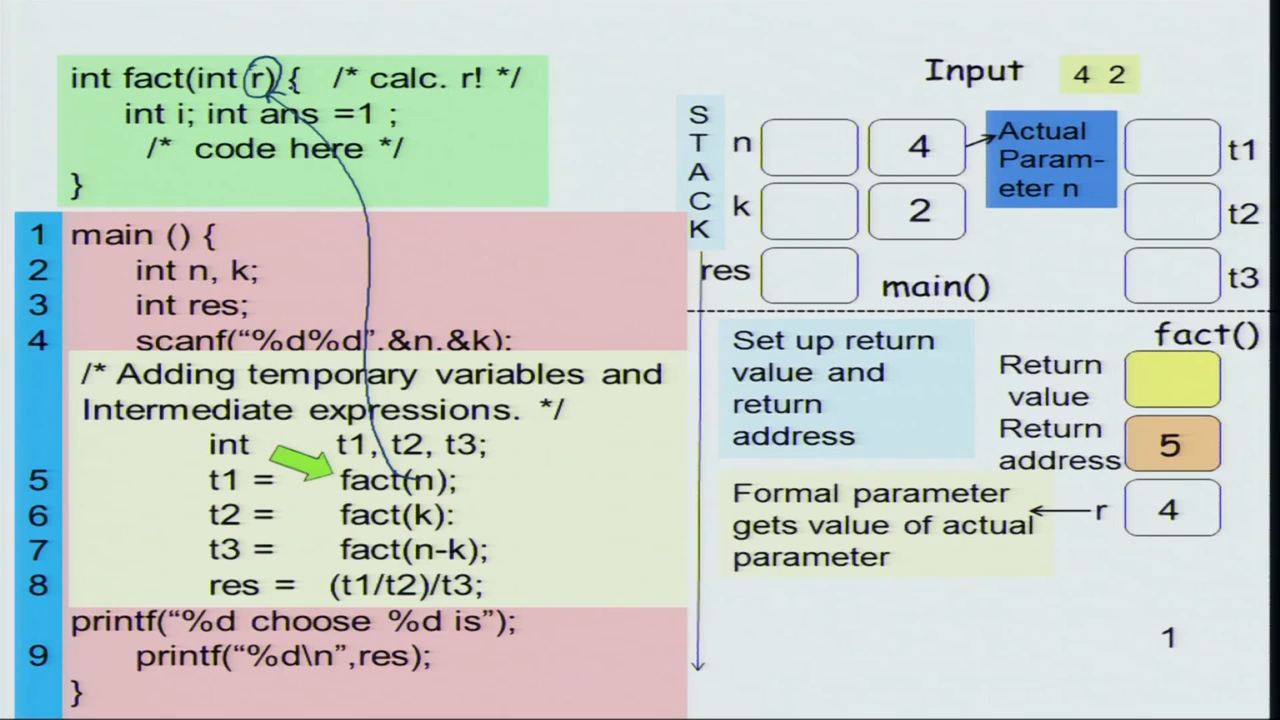 int fact(int r) { /* calc. r! */
int i; int ans =1 ;
/* code here */
}
1 main () {
2 int n, k;
3 int res;
4 scanf(“%d%d”,&n,&k);
/* Adding temporary variables and
Intermediate expressions. */
int t1, t2, t3;
5 t1 = fact(n);
6 t2 = fact(k):
7 t3 = fact(n-k);
8 res = (t1/t2)/t3;
printf(“%d choose %d is”);
9 printf(“%d\n”,res);
}
Input 4 2
S
T
A
C
K
n 4
k 2
res
main()
Actual
Param-
eter n
t1
t2
t3
fact()
Set up return
value and
return
address
Return
value
Return
address 5
Formal parameter
gets value of actual
parameter
r 4
1